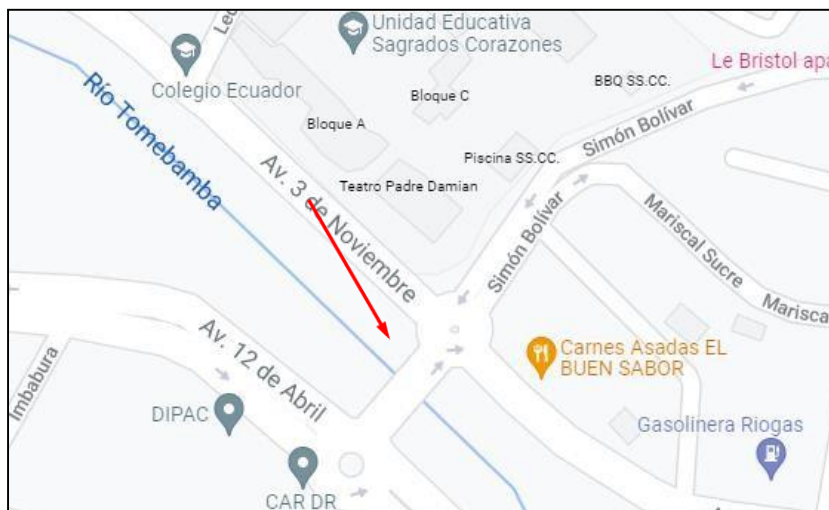 Unidad Educativa
Sagrados Corazones
Colegio Ecuador
Bloque C
BBQ SS.CC.
Le Bristol apa
Bloque A
Simón Bolívar
Piscina SS.CC.
Río Tomebamba
Av. 3 de Noviembre
Teatro Padre Damian
Simón Bolívar
Mariscal Sucre
Marisca
Av. 12 de Abril
Imbabura
Carnes Asadas EL
BUEN SABOR
DIPAC
Gasolinera Riogas
CAR DR